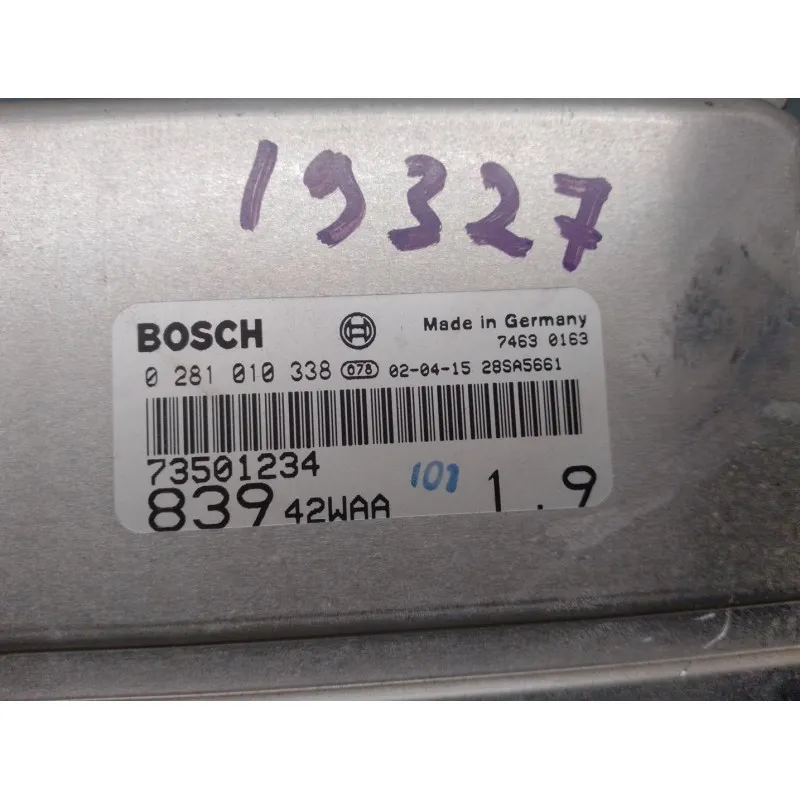 19327
BOSCH Made in Germany
7463 0163
0 281 010 338 078 02-04-15 28SA5661
73501234
101
839 42WAA 1.9